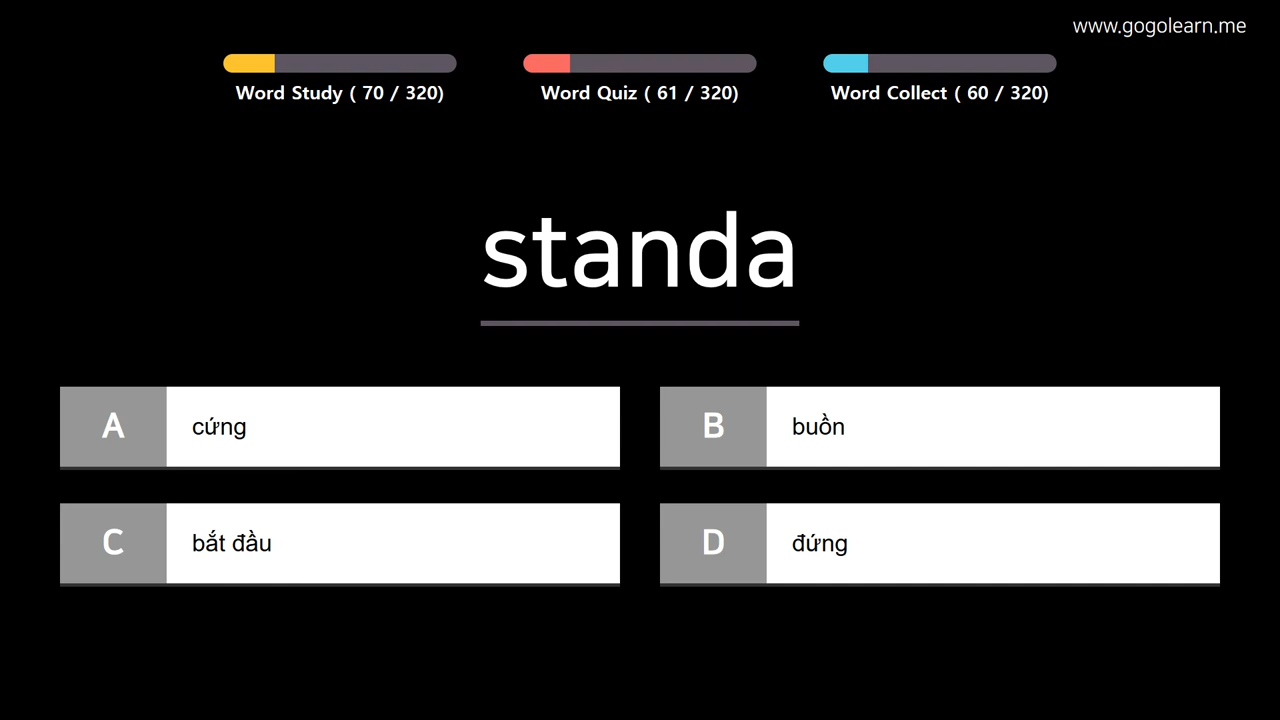 www.gogolearn.me
Word Study ( 70 / 320)
Word Quiz ( 61 / 320)
Word Collect ( 60 / 320)
standa
A cứng
B buồn
C bắt đầu
D đứng